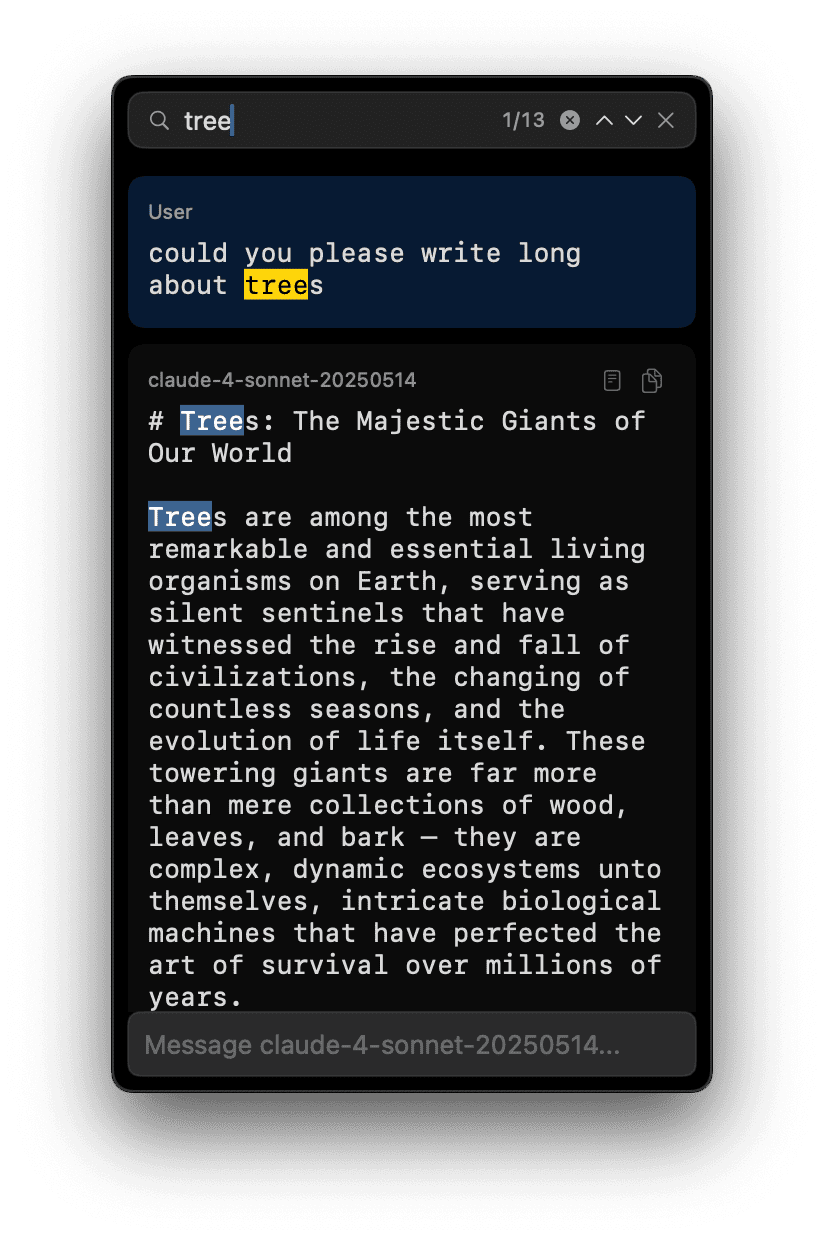 tree
1/13
User
could you please write long
about trees
claude-4-sonnet-20250514
# Trees: The Majestic Giants of
Our World
Trees are among the most
remarkable and essential living
organisms on Earth, serving as
silent sentinels that have
witnessed the rise and fall of
civilizations, the changing of
countless seasons, and the
evolution of life itself. These
towering giants are far more
than mere collections of wood,
leaves, and bark — they are
complex, dynamic ecosystems unto
themselves, intricate biological
machines that have perfected the
art of survival over millions of
years.
Message claude-4-sonnet-20250514...